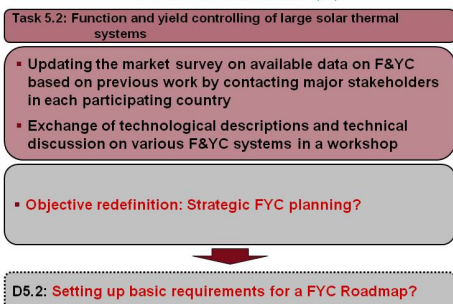 Task 5.2: Function and yield controlling of large solar thermal
systems
▪ Updating the market survey on available data on F&YC
based on previous work by contacting major stakeholders
in each participating country
▪ Exchange of technological descriptions and technical
discussion on various F&YC systems in a workshop
▪ Objective redefinition: Strategic FYC planning?
D5.2: Setting up basic requirements for a FYC Roadmap?